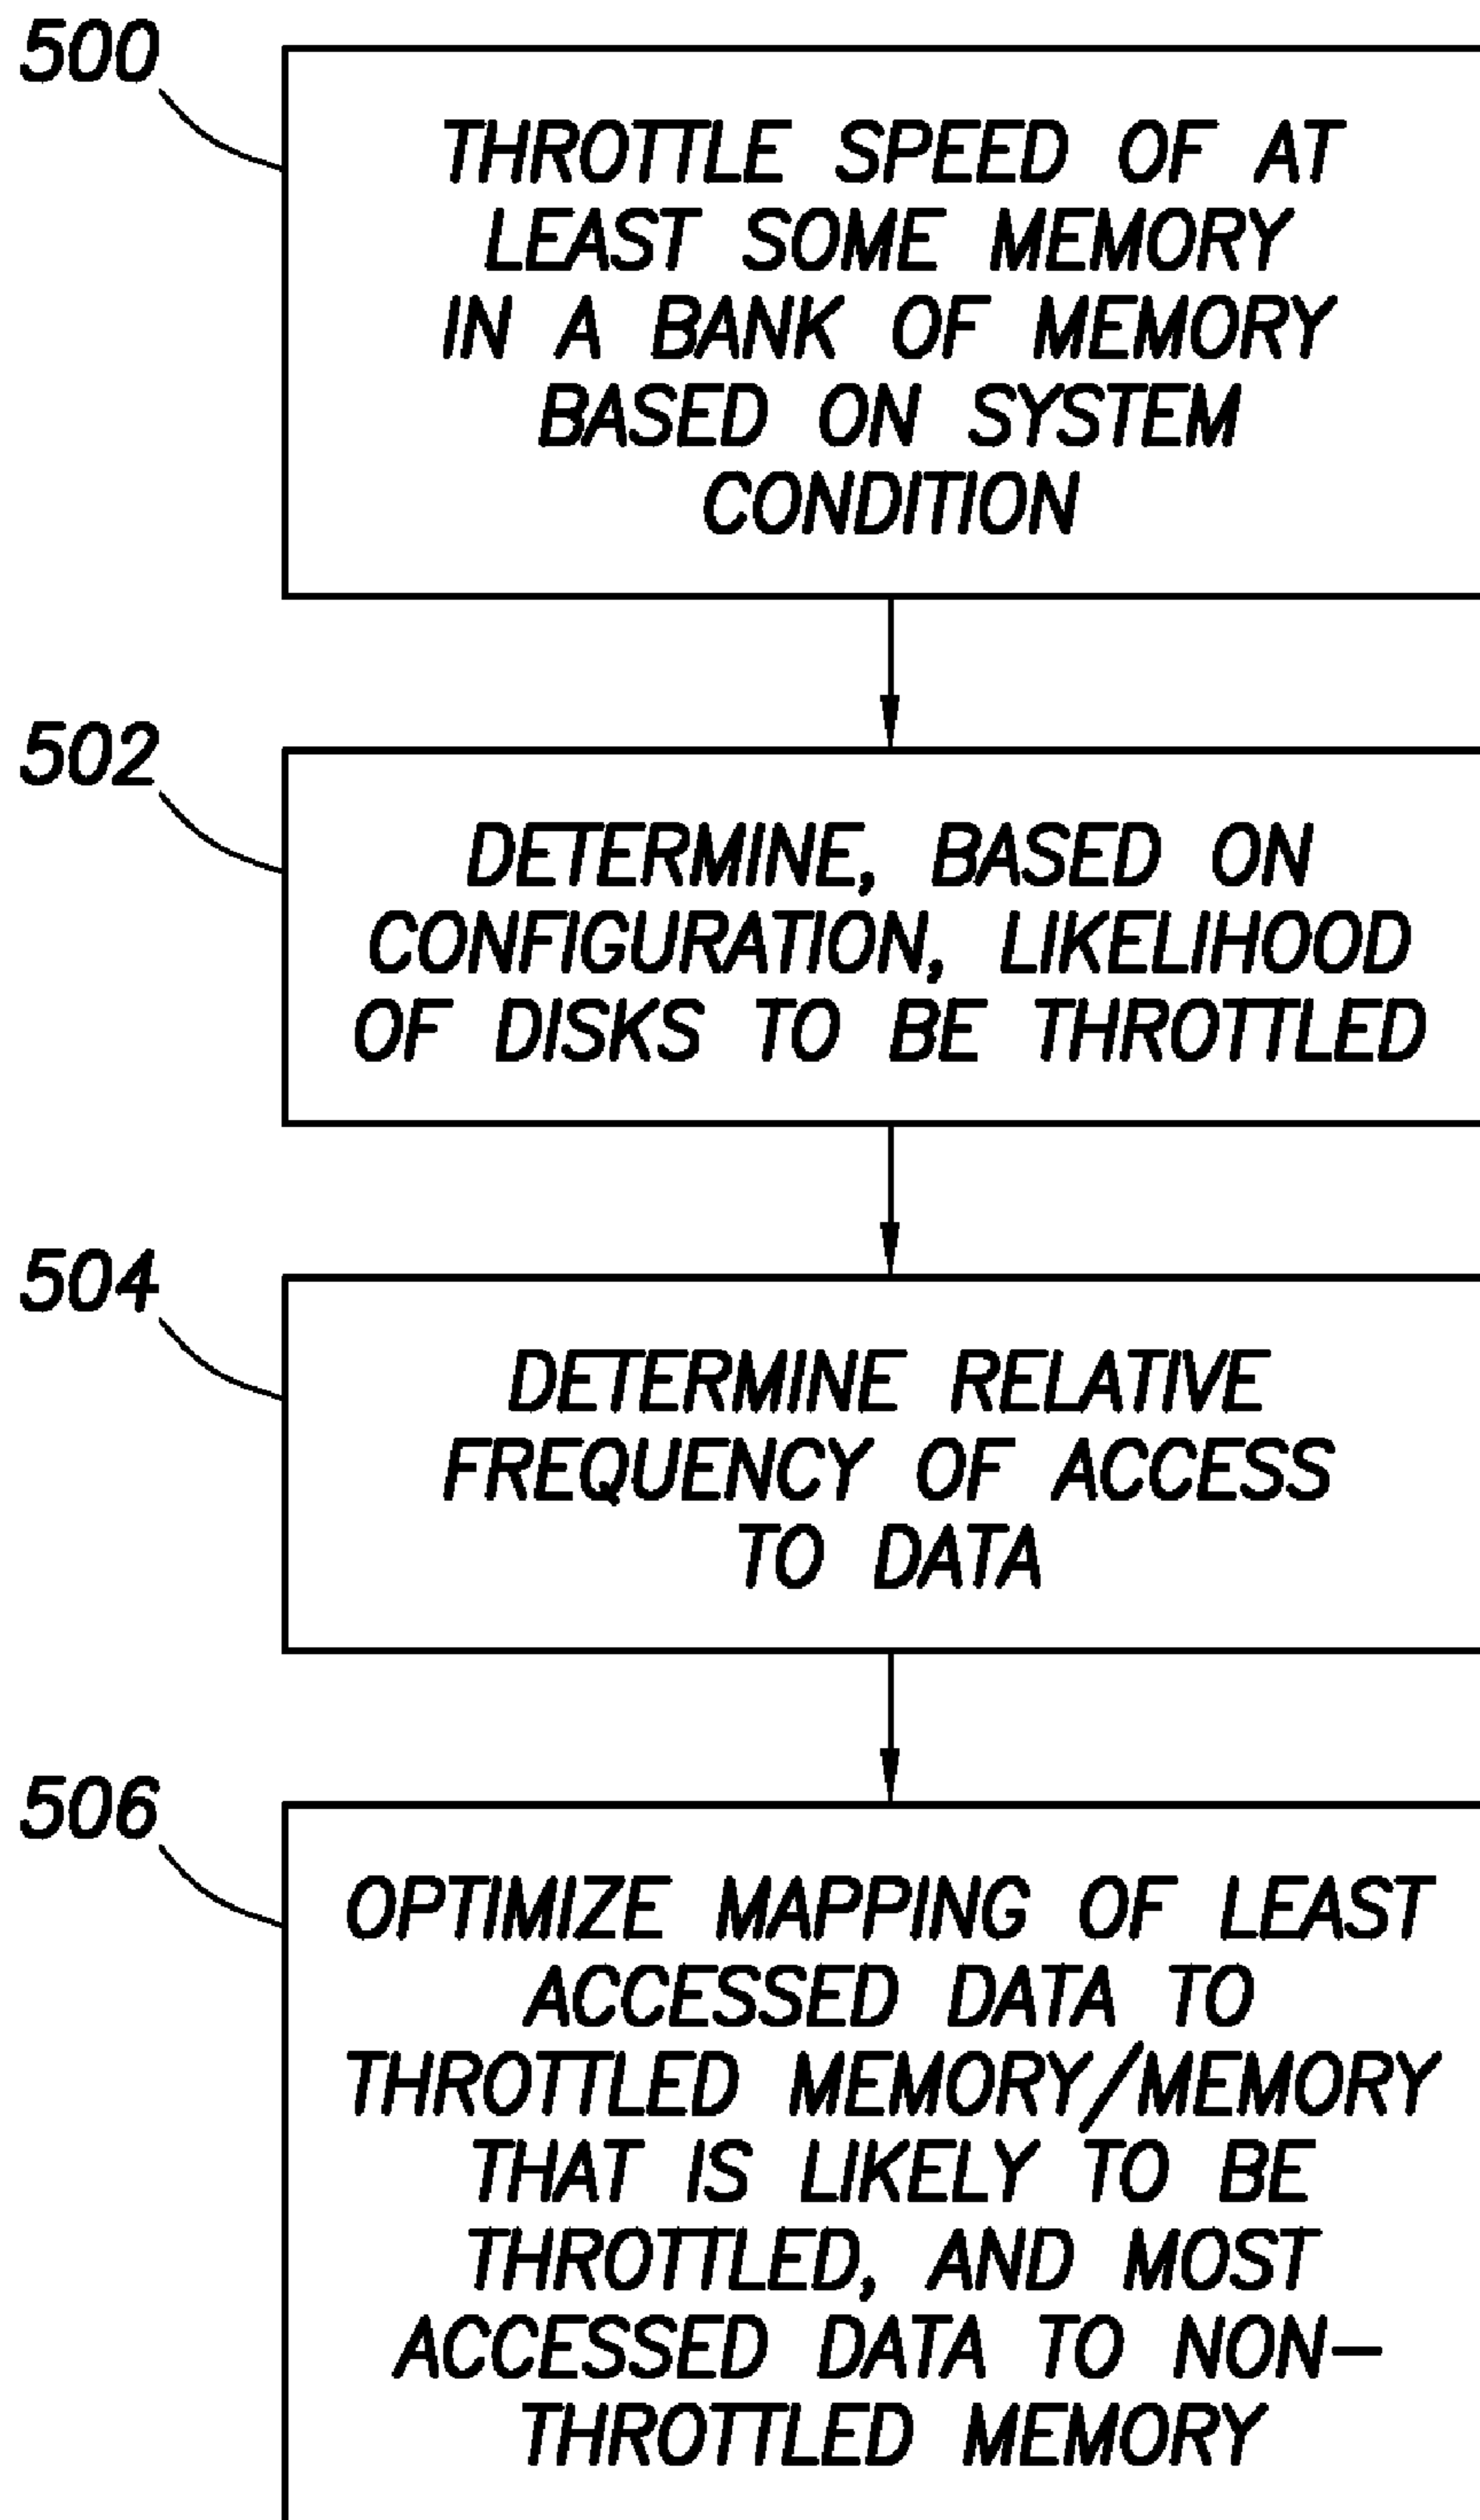 500
THROTTLE SPEED OF AT
LEAST SOME MEMORY
IN A BANK OF MEMORY
BASED ON SYSTEM
CONDITION
502
DETERMINE, BASED ON
CONFIGURATION, LIKELIHOOD
OF DISKS TO BE THROTTLED
504
DETERMINE RELATIVE
FREQUENCY OF ACCESS
TO DATA
506
OPTIMIZE MAPPING OF LEAST
ACCESSED DATA TO
THROTTLED MEMORY/MEMORY
THAT IS LIKELY TO BE
THROTTLED, AND MOST
ACCESSED DATA TO NON-
THROTTLED MEMORY